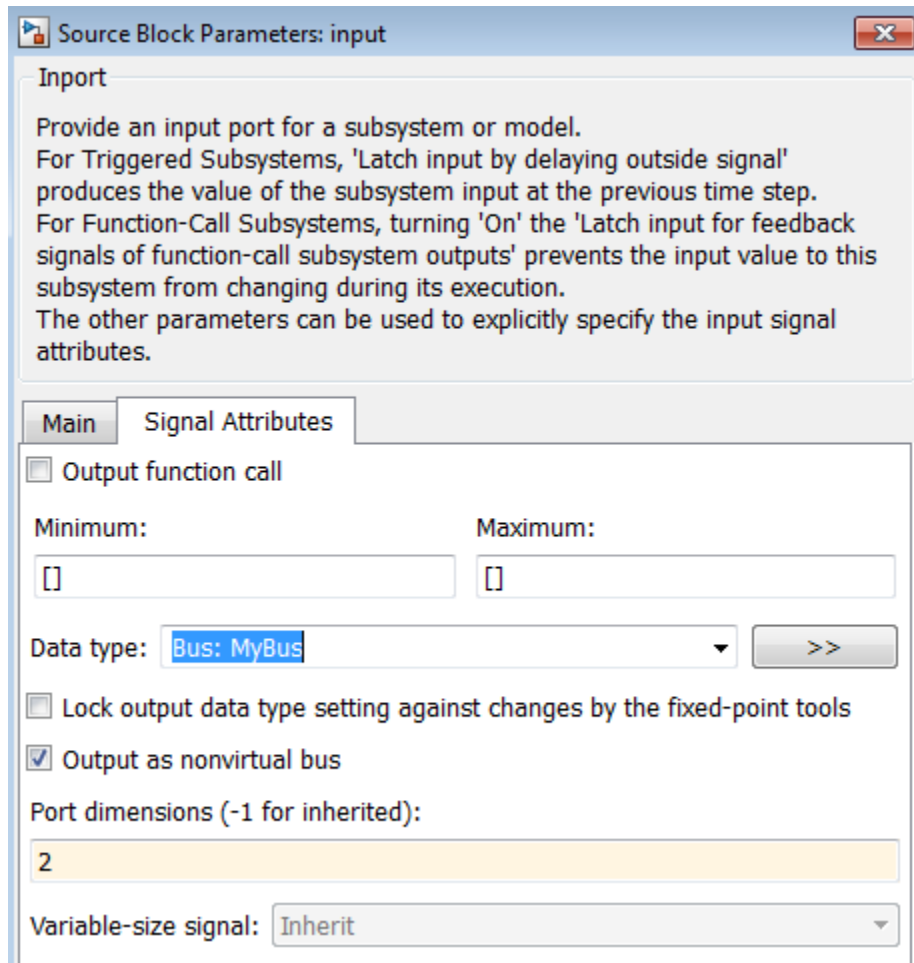 Source Block Parameters: input
Inport
Provide an input port for a subsystem or model.
For Triggered Subsystems, 'Latch input by delaying outside signal'
produces the value of the subsystem input at the previous time step.
For Function-Call Subsystems, turning 'On' the 'Latch input for feedback
signals of function-call subsystem outputs' prevents the input value to this
subsystem from changing during its execution.
The other parameters can be used to explicitly specify the input signal
attributes.
Main Signal Attributes
Output function call
Minimum: Maximum:
[] []
Data type: Bus: MyBus >>
Lock output data type setting against changes by the fixed-point tools
Output as nonvirtual bus
Port dimensions (-1 for inherited):
2
Variable-size signal: Inherit